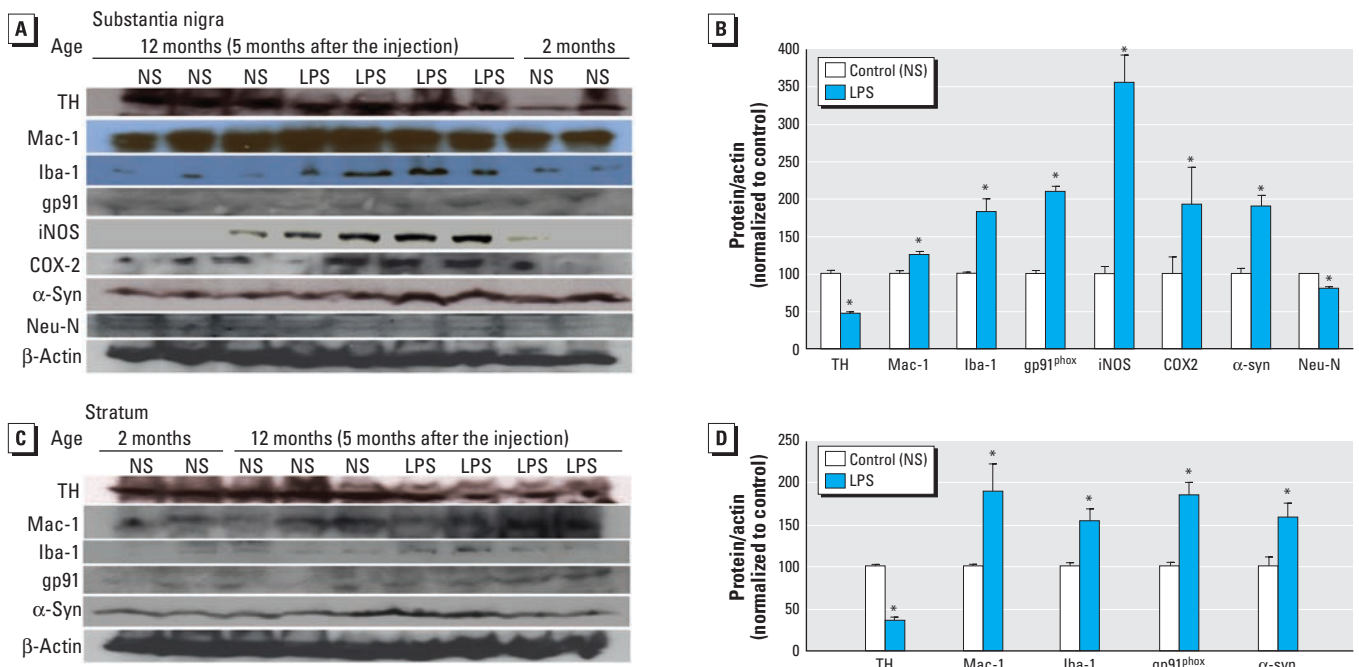 A
Substantia nigra
Age 12 months (5 months after the injection) 2 months
NS NS NS LPS LPS LPS LPS NS NS
TH
Mac-1
Iba-1
gp91
iNOS
COX-2
α-Syn
Neu-N
β-Actin
B
Protein/actin
(normalized to control)
400
350
300
250
200
150
100
50
0
Control (NS)
LPS
* * * * * * * *
TH Mac-1 Iba-1 gp91phox iNOS COX2 α-syn Neu-N
C
Stratum
Age 2 months 12 months (5 months after the injection)
NS NS NS NS NS LPS LPS LPS LPS
TH
Mac-1
Iba-1
gp91
α-Syn
β-Actin
D
Protein/actin
(normalized to control)
250
200
150
100
50
0
Control (NS)
LPS
* * * * *
TH Mac-1 Iba-1 gp91phox α-syn